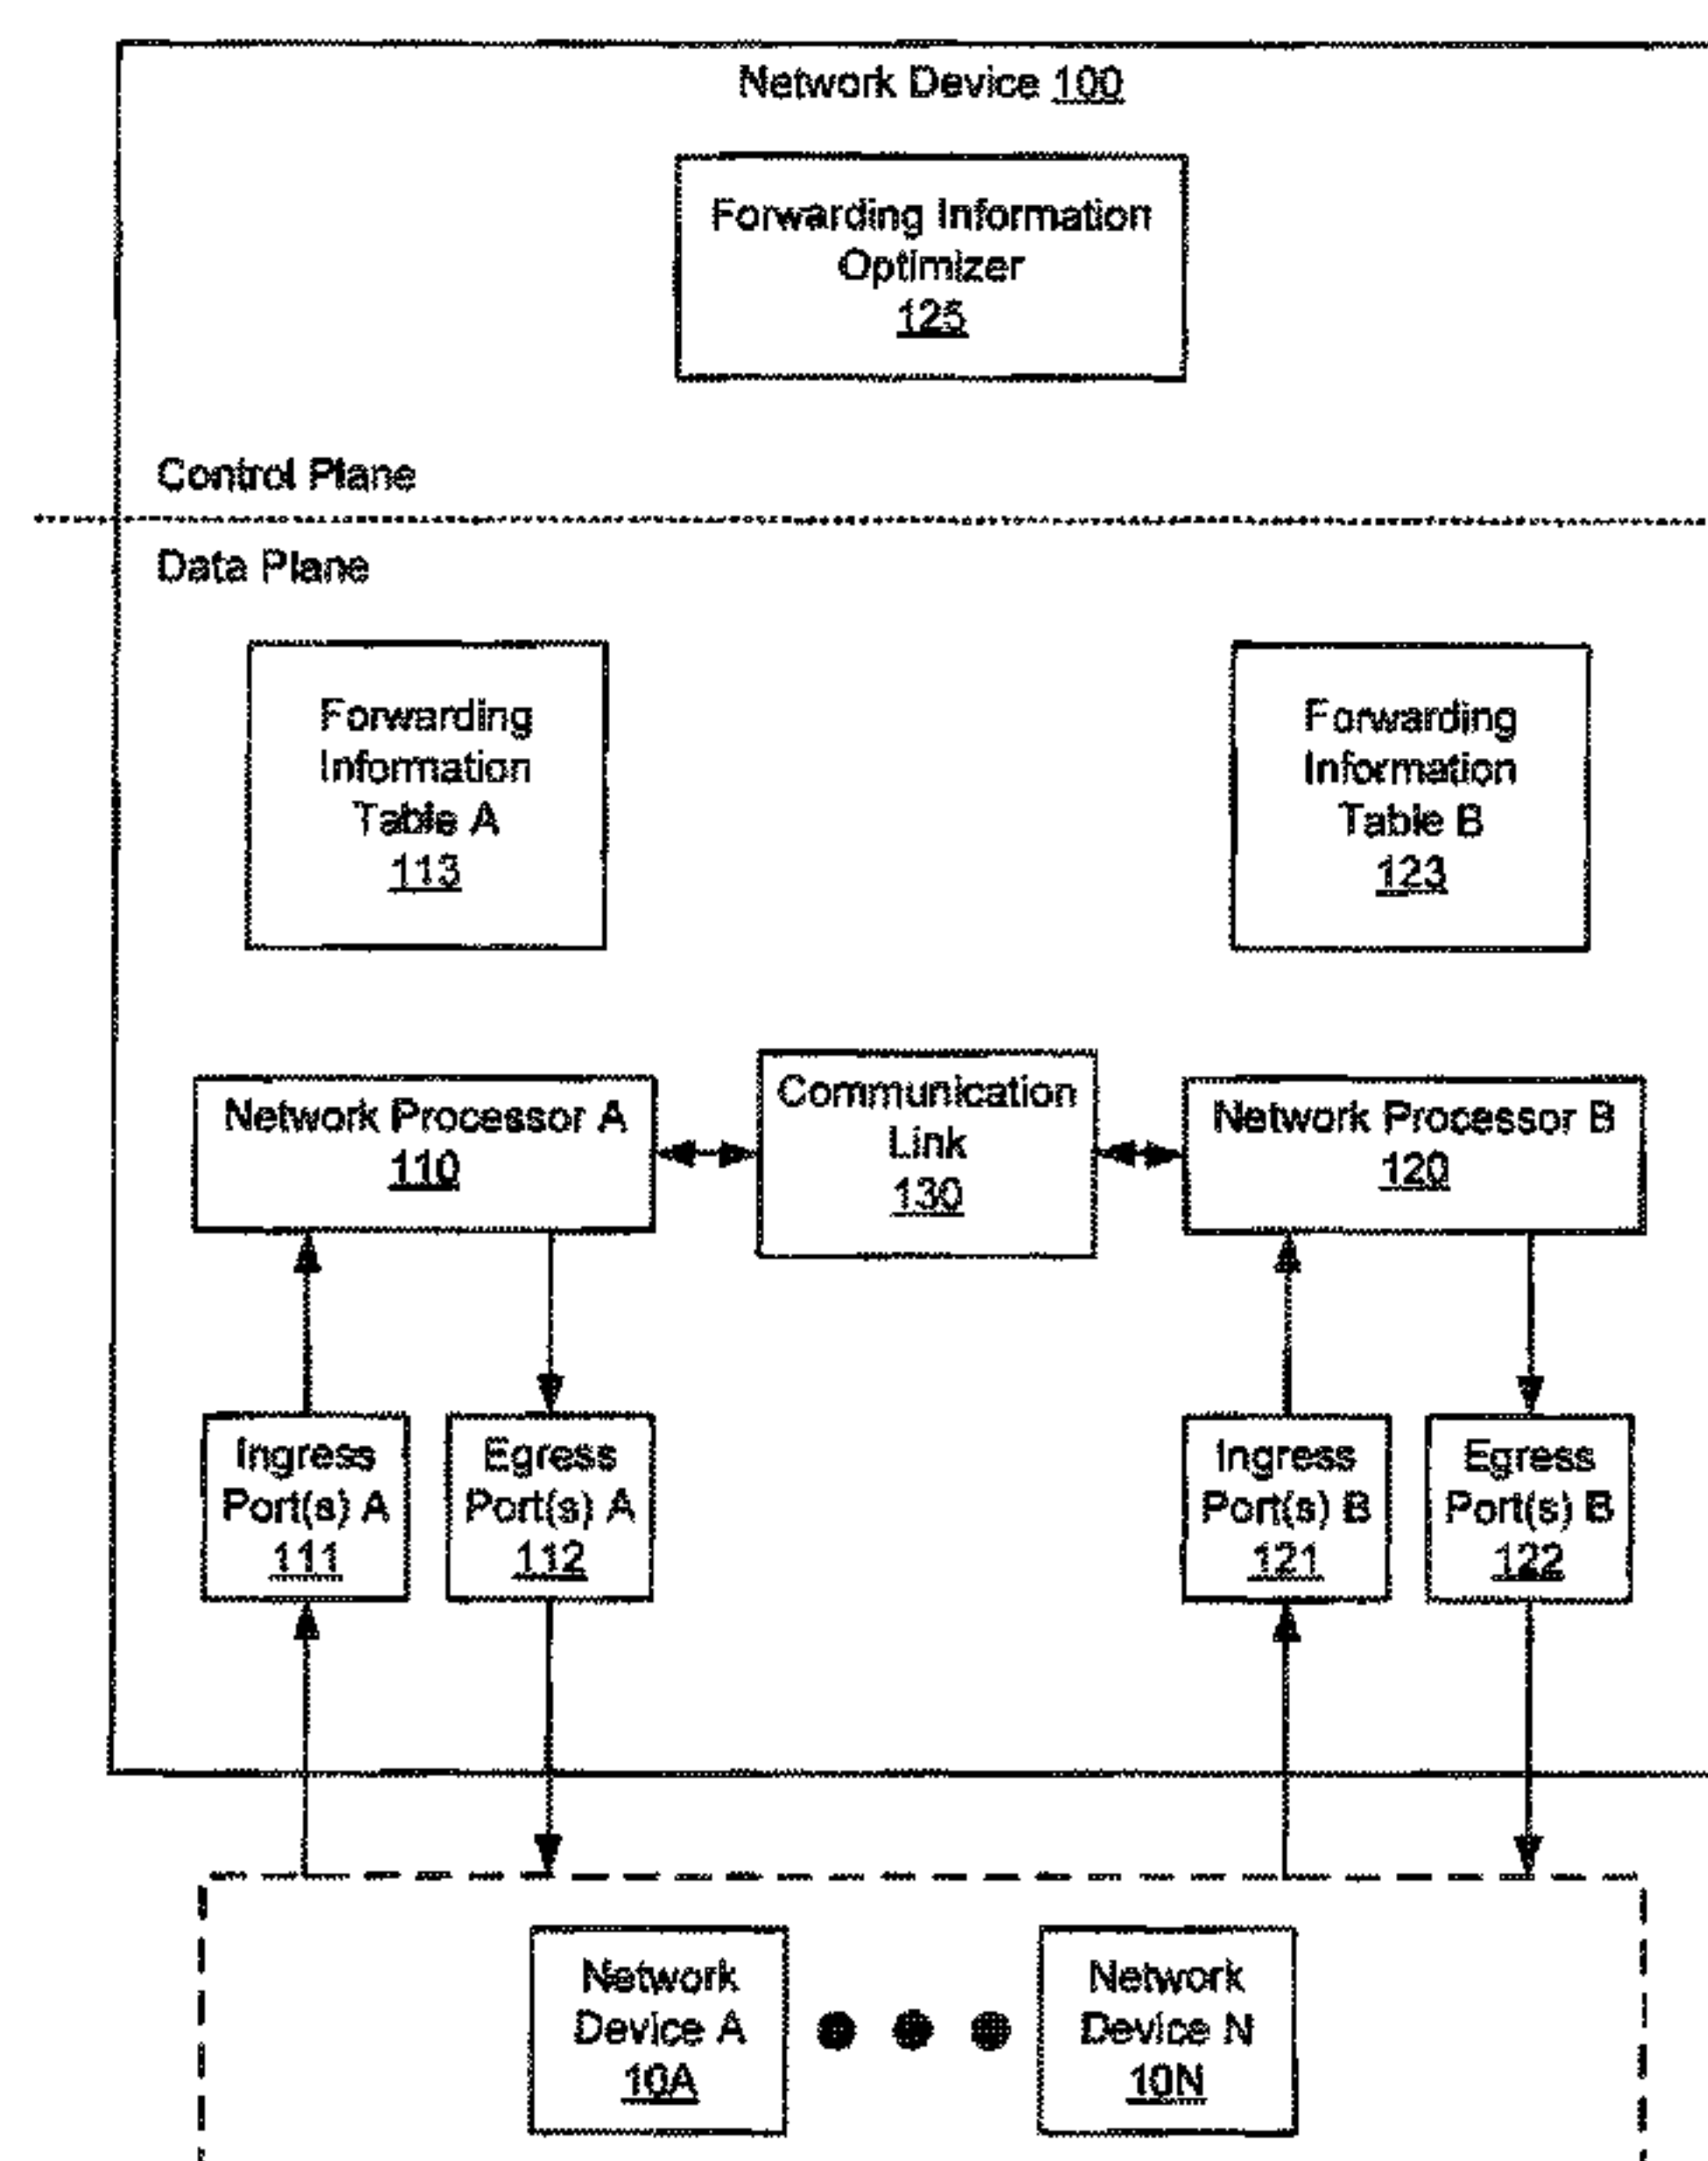 Network Device 100
Forwarding Information
Optimizer
125
Control Plane
Data Plane
Forwarding
Information
Table A
113
Forwarding
Information
Table B
123
Network Processor A
110
Communication
Link
130
Network Processor B
120
Ingress
Port(s) A
111
Egress
Port(s) A
112
Ingress
Port(s) B
121
Egress
Port(s) B
122
Network
Device A
10A
Network
Device N
10N